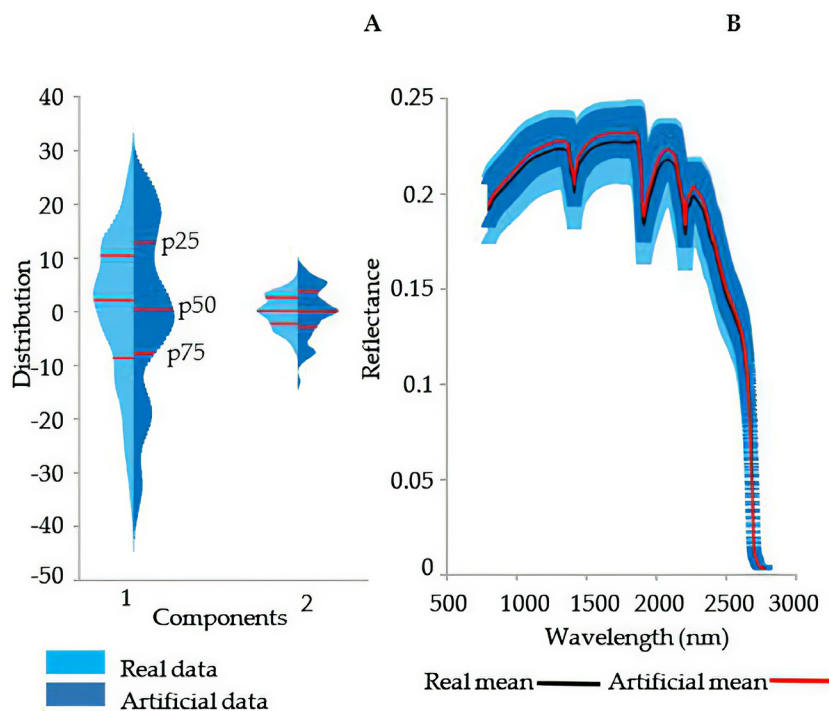 A
B
40
30
20
10
0
-10
-20
-30
-40
-50
Distribution
p25
p50
p75
1
2
Components
Real data
Artificial data
0.25
0.2
0.15
0.1
0.05
0
Reflectance
500 1000 1500 2000 2500 3000
Wavelength (nm)
Real mean Artificial mean